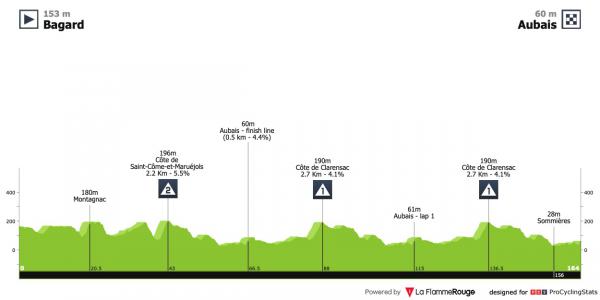 153 m
Bagard
60 m
Aubais
60m
Aubais - finish line
(0.5 km - 4.4%)
196m
Côte de
Saint-Côme-et-Maruéjols
2.2 Km - 5.5%
190m
Côte de Clarensac
2.7 Km - 4.1%
190m
Côte de Clarensac
2.7 Km - 4.1%
180m
Montagnac
2
1
1
61m
Aubais - lap 1
28m
Sommières
400
200
0
400
200
0
0
20.5
43
66.5
88
115
136.5
156
164
Powered by LaFlammeRouge designed for PCS ProCyclingStats